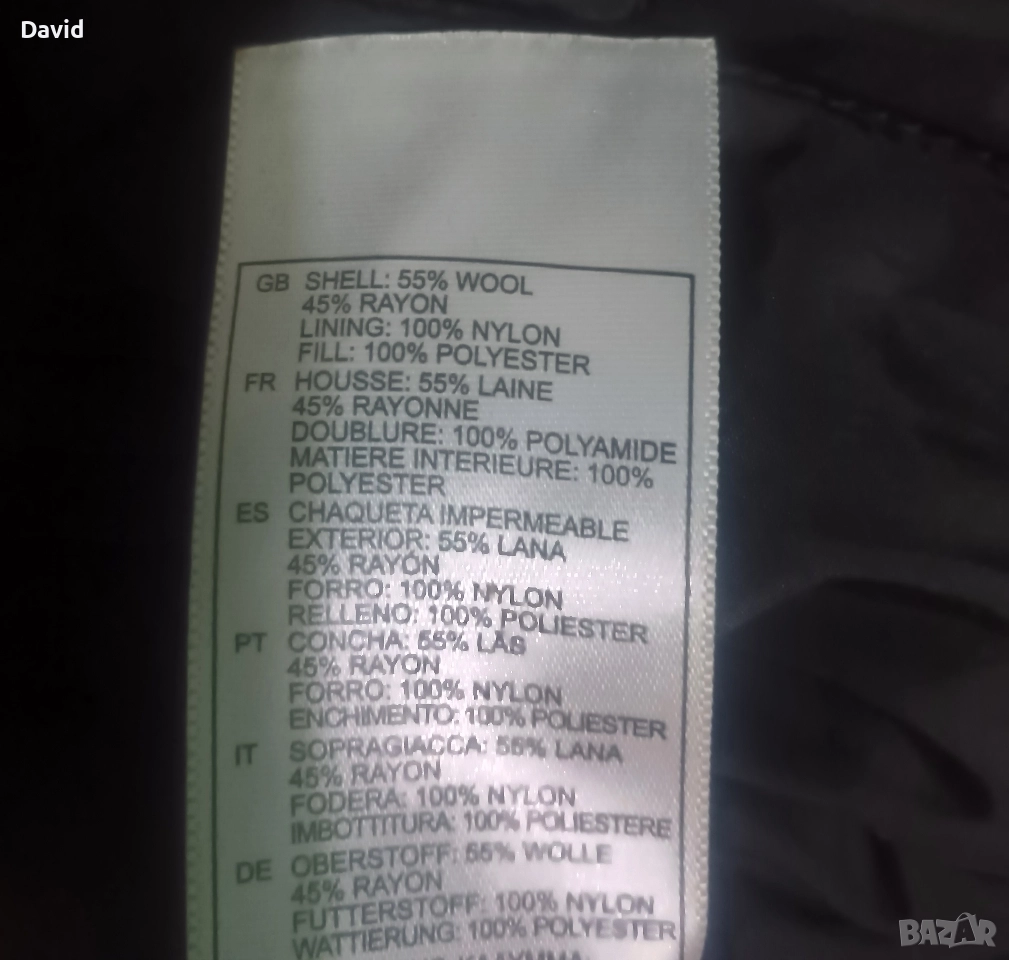 David
GB SHELL: 55% WOOL
45% RAYON
LINING: 100% NYLON
FILL: 100% POLYESTER
FR HOUSSE: 55% LAINE
45% RAYONNE
DOUBLURE: 100% POLYAMIDE
MATIERE INTERIEURE: 100%
POLYESTER
ES CHAQUETA IMPERMEABLE
EXTERIOR: 55% LANA
45% RAYÓN
FORRO: 100% NYLON
RELLENO: 100% POLIESTER
PT CONCHA: 55% LÃS
45% RAYON
FORRO: 100% NYLON
ENCHIMENTO: 100% POLIESTER
IT SOPRAGIACCA: 55% LANA
45% RAYON
FODERA: 100% NYLON
IMBOTTITURA: 100% POLIESTERE
DE OBERSTOFF: 55% WOLLE
45% RAYON
FUTTERSTOFF: 100% NYLON
WATTIERUNG: 100% POLYESTER
BAZAR